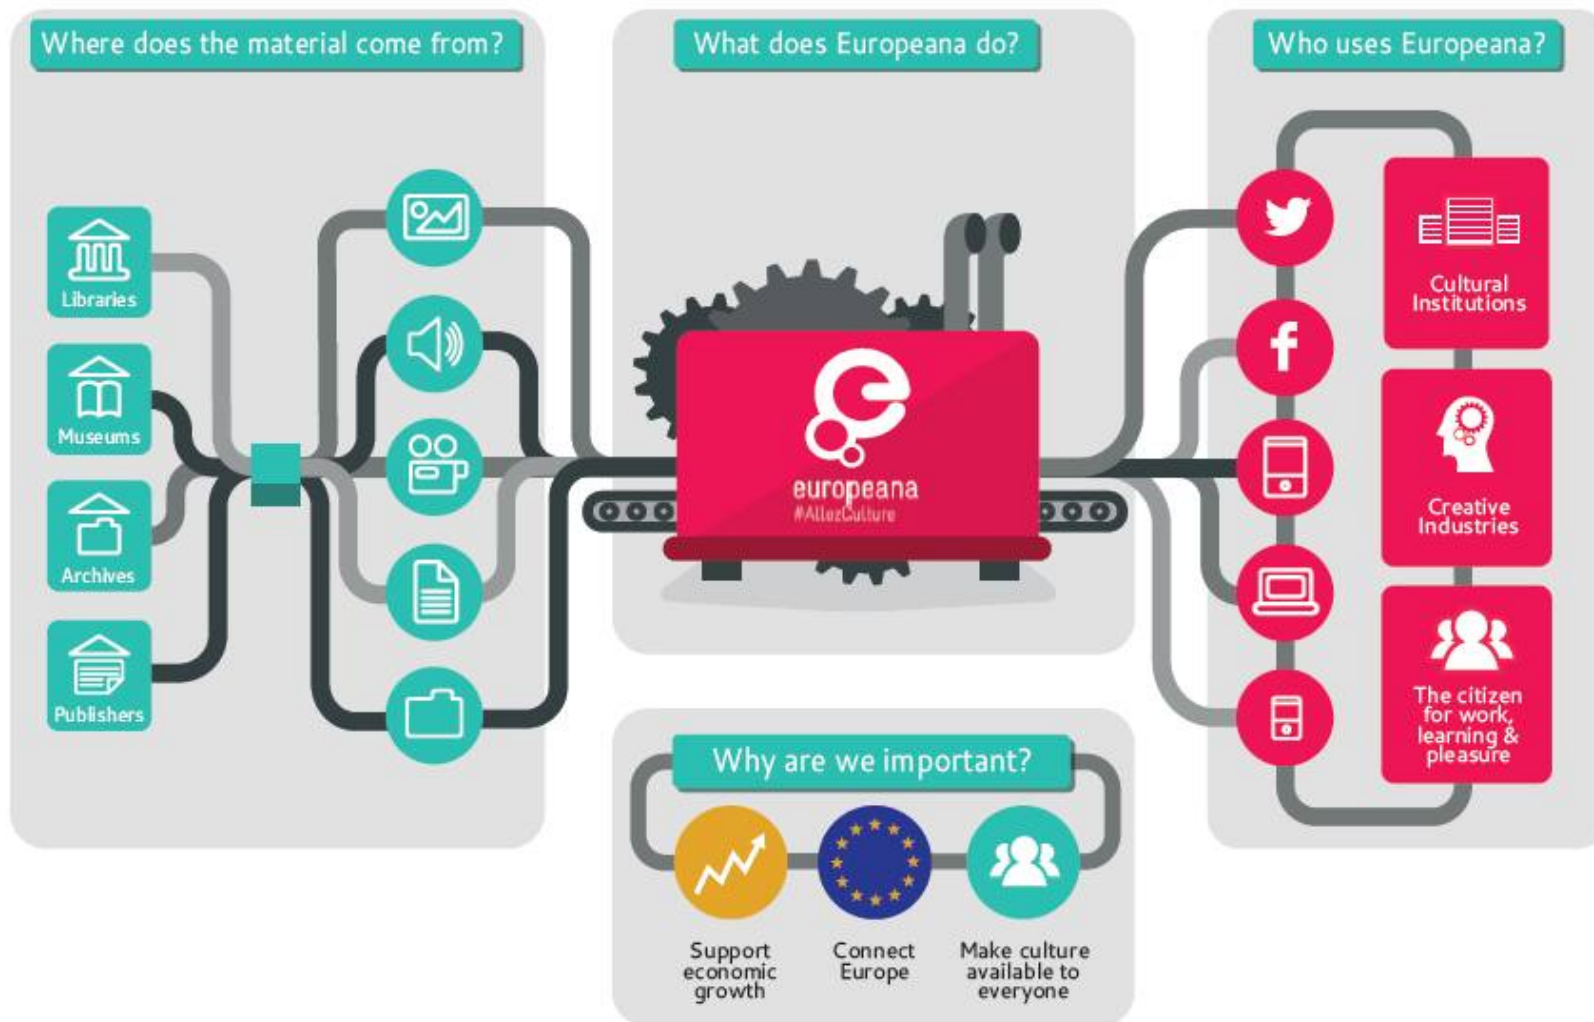 Where does the material come from?
Libraries
Museums
Archives
Publishers
What does Europeana do?
europeana
#AllezCulture
Why are we important?
Support
economic
growth
Connect
Europe
Make culture
available to
everyone
Who uses Europeana?
Cultural
Institutions
Creative
Industries
The citizen
for work,
learning &
pleasure